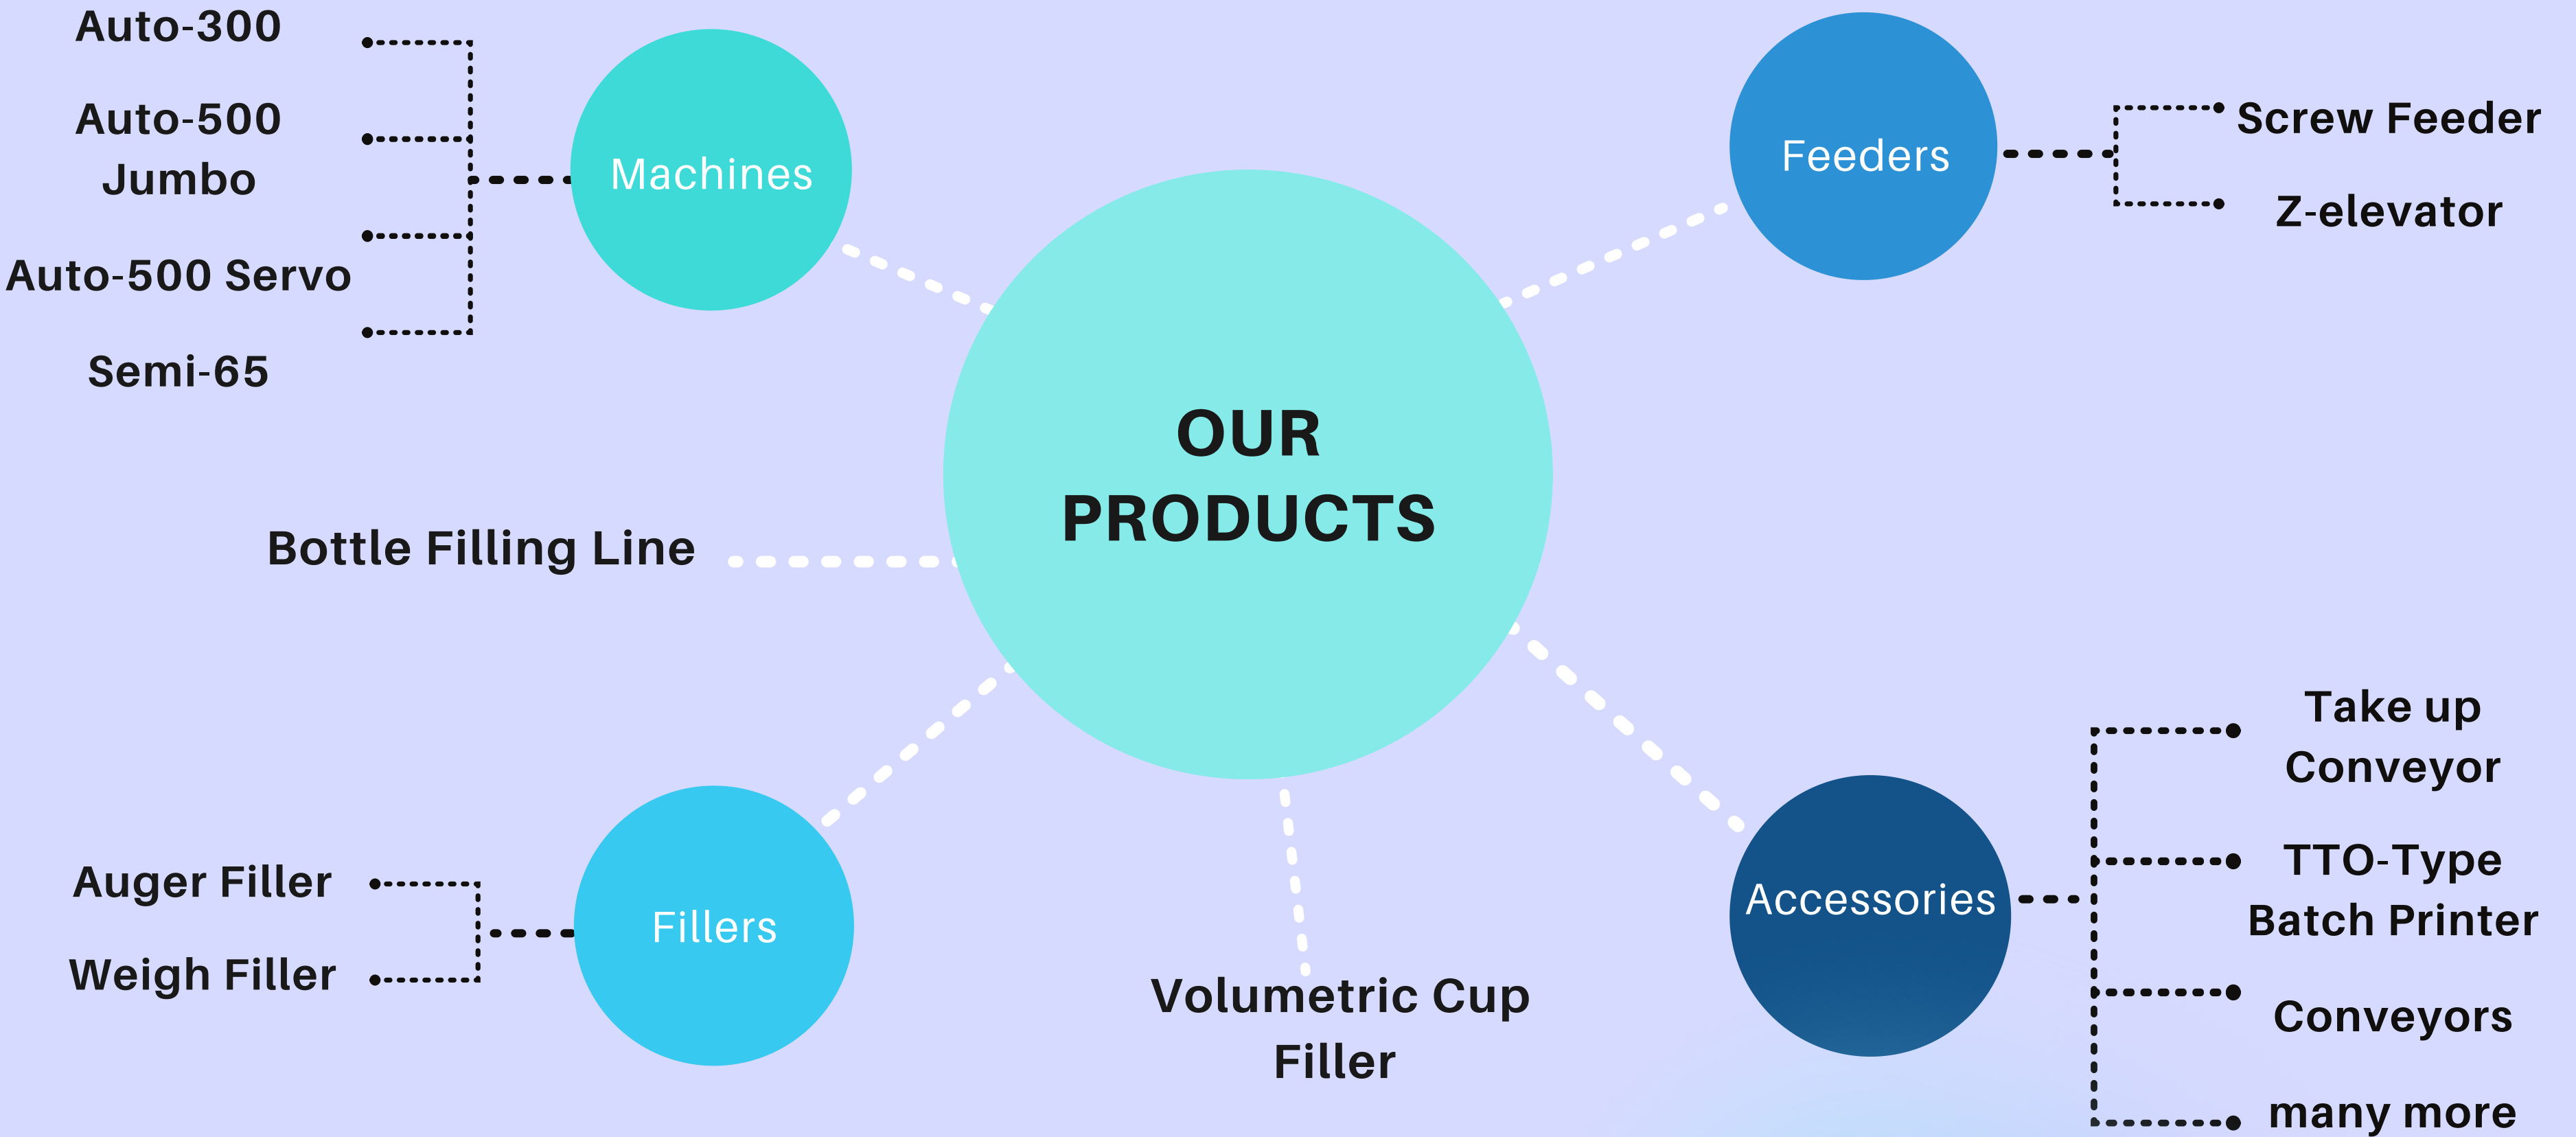 Auto-300
Auto-500
Jumbo
Auto-500 Servo
Semi-65
Machines
Feeders
Screw Feeder
Z-elevator
OUR
PRODUCTS
Bottle Filling Line
Auger Filler
Weigh Filler
Fillers
Volumetric Cup
Filler
Accessories
Take up
Conveyor
TTO-Type
Batch Printer
Conveyors
many more